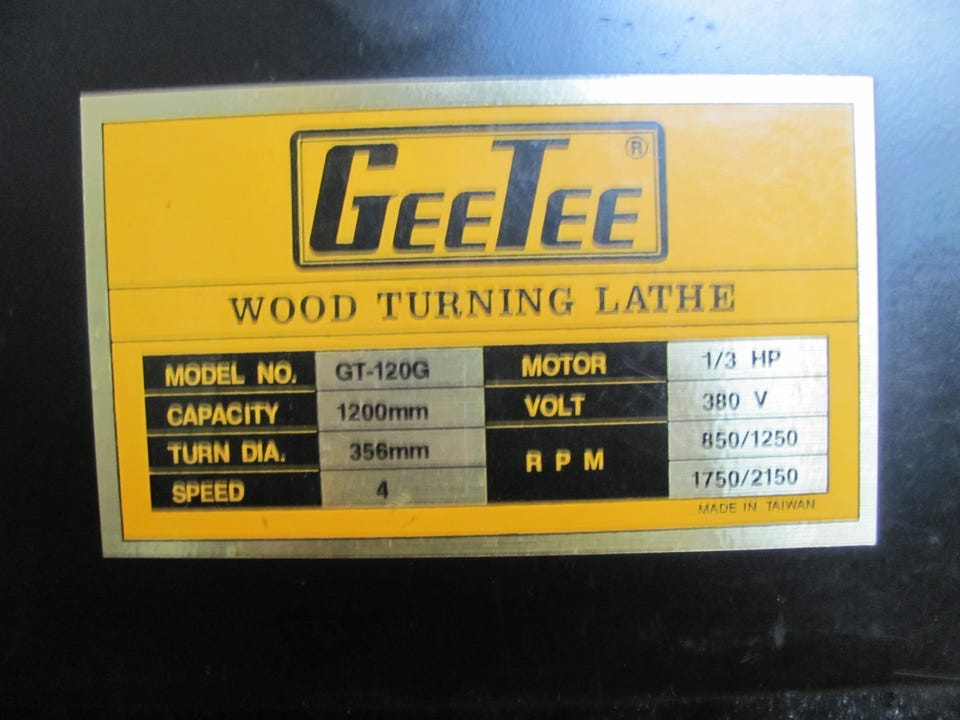 GEETEE ®
WOOD TURNING LATHE
MODEL NO. GT-120G MOTOR 1/3 HP
CAPACITY 1200mm VOLT 380 V
TURN DIA. 356mm RPM 850/1250
SPEED 4 1750/2150
MADE IN TAIWAN